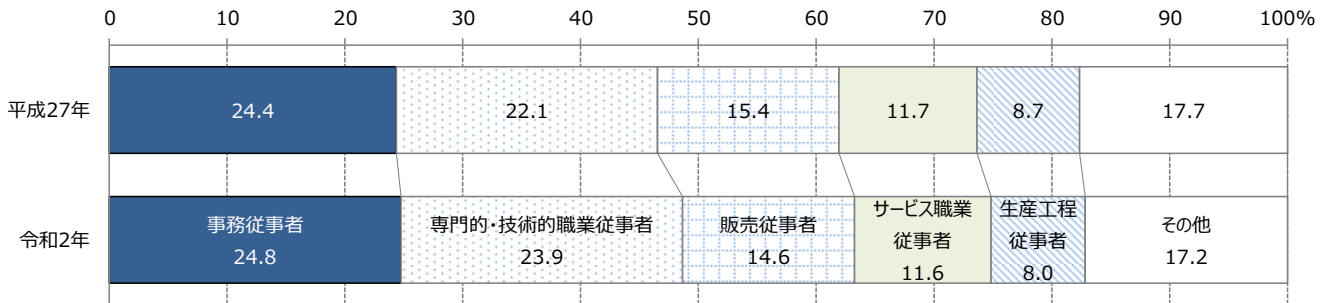 0 10 20 30 40 50 60 70 80 90 100%
平成27年 24.4 22.1 15.4 11.7 8.7 17.7
令和2年
事務従事者
24.8
専門的・技術的職業従事者
23.9
販売従事者
14.6
サービス職業
従事者
11.6
生産工程
従事者
8.0
その他
17.2